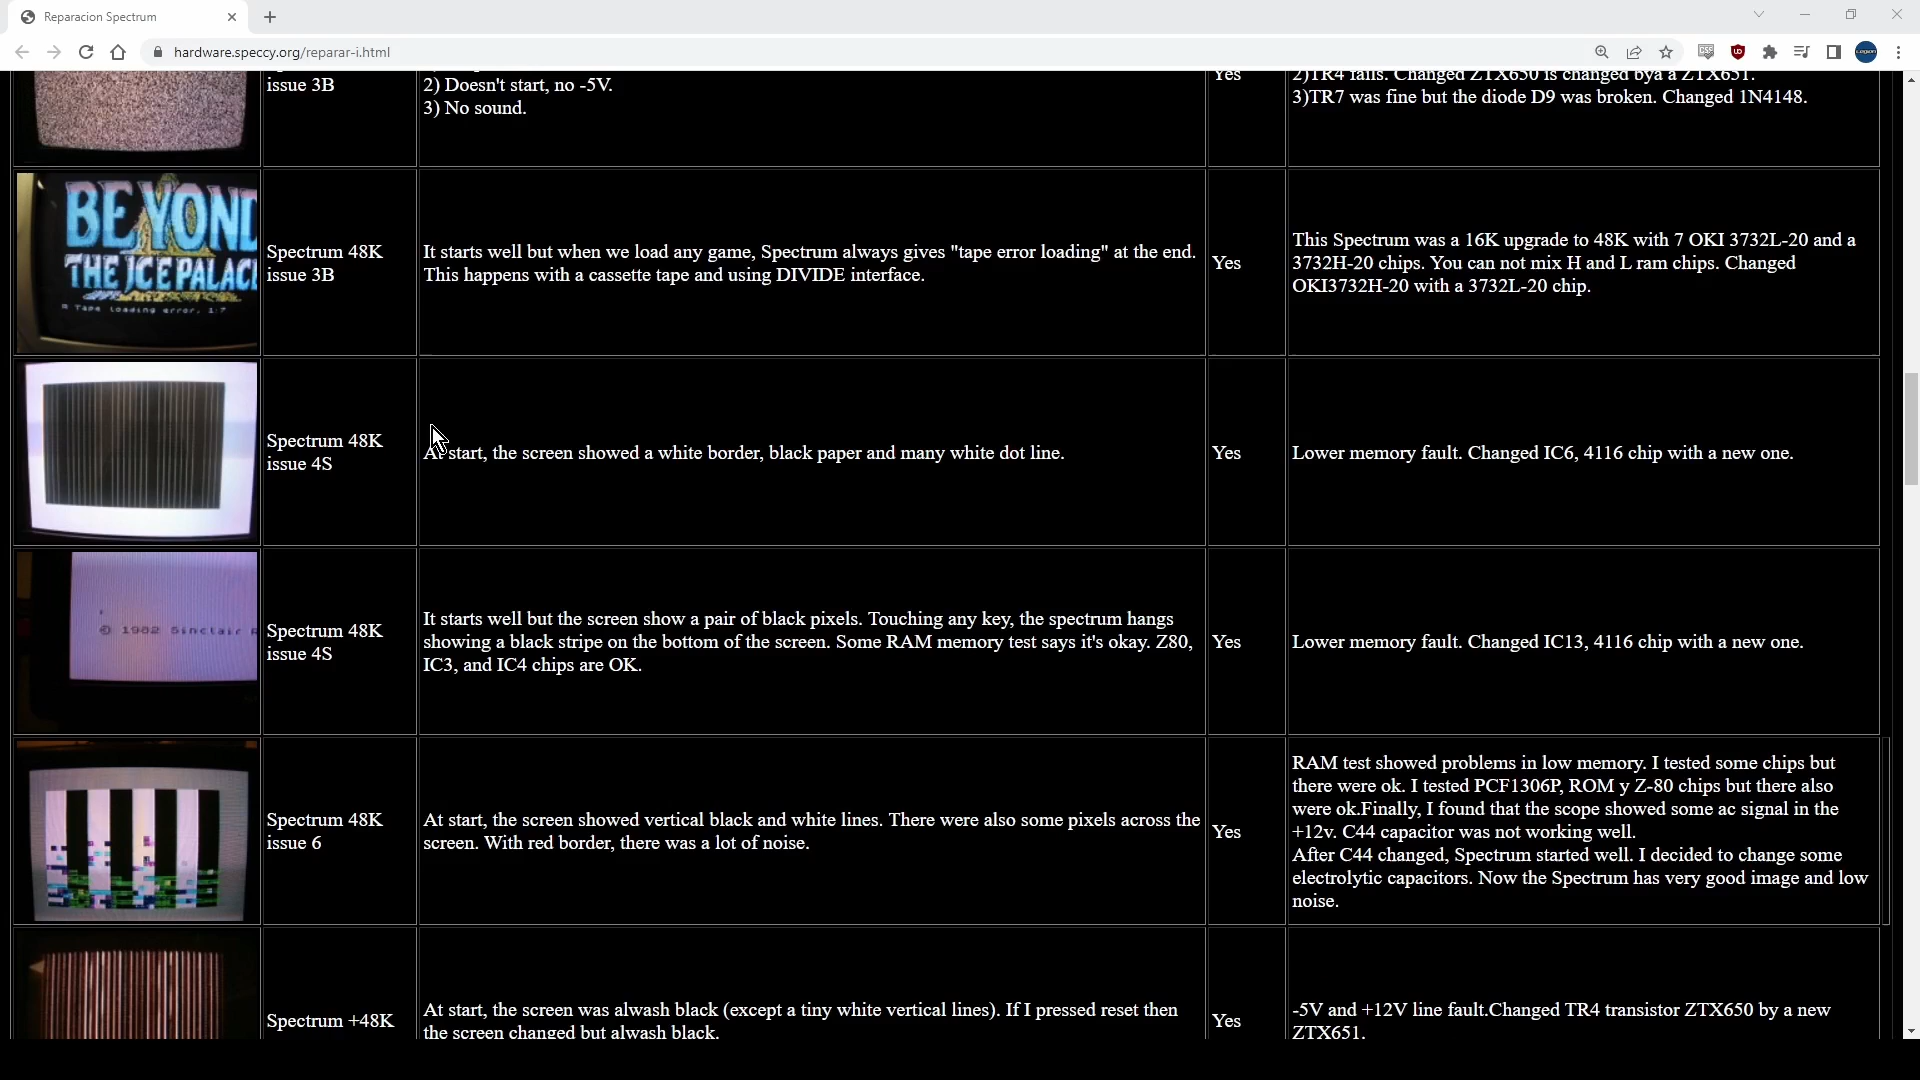 Reparacion Spectrum
hardware.speccy.org/reparar-i.html
issue 3B
2) Doesn't start, no -5V.
3) No sound.
Yes
2)TR4 fails. Changed ZTX650 is changed bya a ZTX651.
3)TR7 was fine but the diode D9 was broken. Changed 1N4148.
BEYOND
THE ICE PALACE
R Tape loading error, 1:7
Spectrum 48K
issue 3B
It starts well but when we load any game, Spectrum always gives "tape error loading" at the end.
This happens with a cassette tape and using DIVIDE interface.
Yes
This Spectrum was a 16K upgrade to 48K with 7 OKI 3732L-20 and a
3732H-20 chips. You can not mix H and L ram chips. Changed
OKI3732H-20 with a 3732L-20 chip.
Spectrum 48K
issue 4S
At start, the screen showed a white border, black paper and many white dot line.
Yes
Lower memory fault. Changed IC6, 4116 chip with a new one.
© 1982 Sinclair R
Spectrum 48K
issue 4S
It starts well but the screen show a pair of black pixels. Touching any key, the spectrum hangs
showing a black stripe on the bottom of the screen. Some RAM memory test says it's okay. Z80,
IC3, and IC4 chips are OK.
Yes
Lower memory fault. Changed IC13, 4116 chip with a new one.
Spectrum 48K
issue 6
At start, the screen showed vertical black and white lines. There were also some pixels across the
screen. With red border, there was a lot of noise.
Yes
RAM test showed problems in low memory. I tested some chips but
there were ok. I tested PCF1306P, ROM y Z-80 chips but there also
were ok.Finally, I found that the scope showed some ac signal in the
+12v. C44 capacitor was not working well.
After C44 changed, Spectrum started well. I decided to change some
electrolytic capacitors. Now the Spectrum has very good image and low
noise.
Spectrum +48K
At start, the screen was alwash black (except a tiny white vertical lines). If I pressed reset then
the screen changed but alwash black.
Yes
-5V and +12V line fault.Changed TR4 transistor ZTX650 by a new
ZTX651.